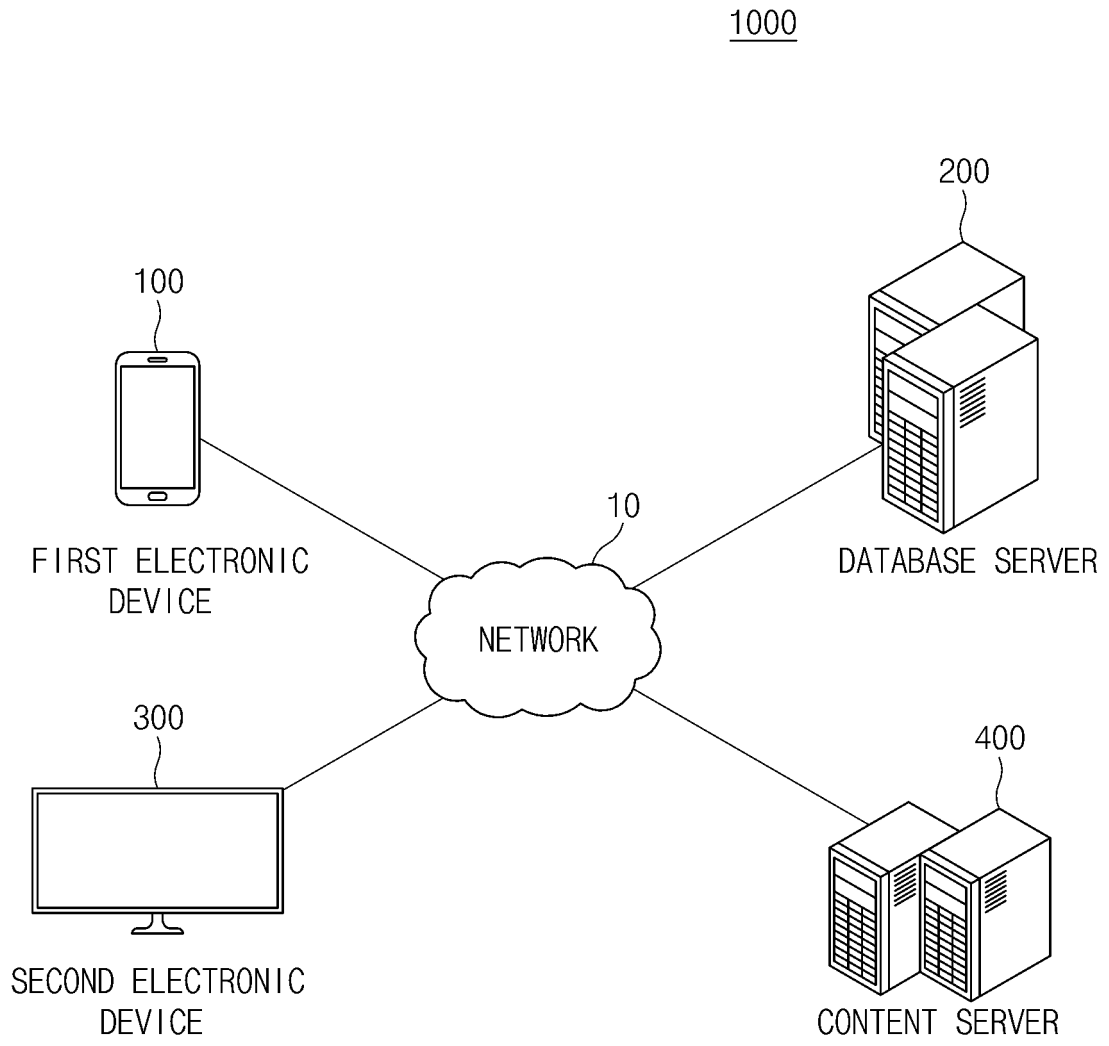 1000
200
100
10
FIRST ELECTRONIC
DEVICE
DATABASE SERVER
NETWORK
300
400
SECOND ELECTRONIC
DEVICE
CONTENT SERVER